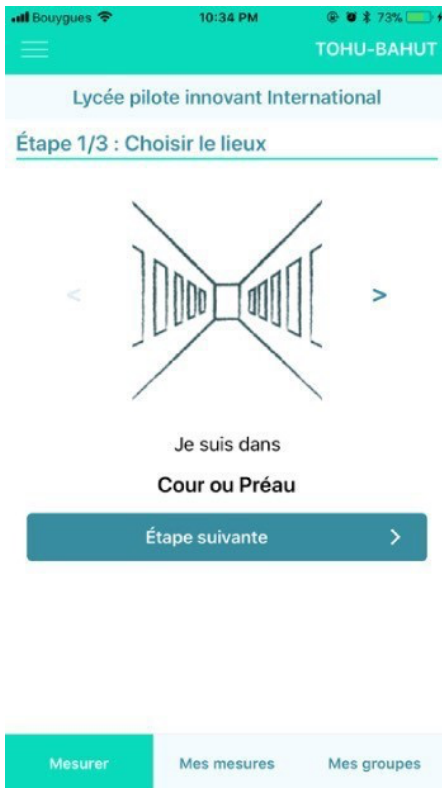 Bouygues 10:34 PM 73%
TOHU-BAHUT
Lycée pilote innovant International
Étape 1/3 : Choisir le lieux
< >
Je suis dans
Cour ou Préau
Étape suivante >
Mesurer Mes mesures Mes groupes